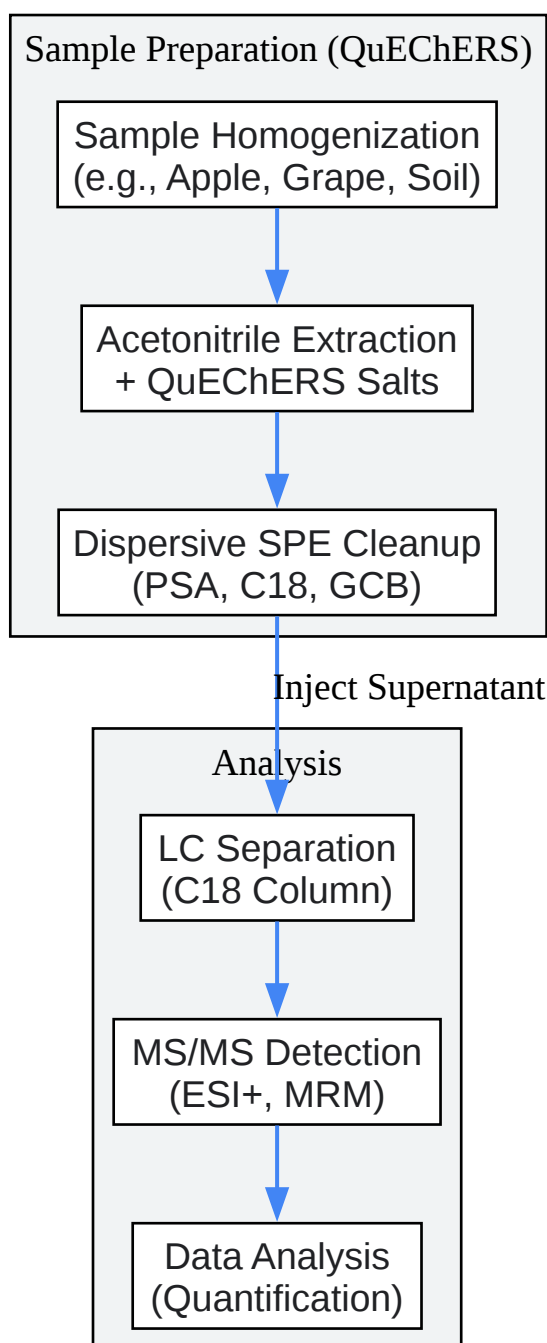 Sample Preparation (QuEChERS)
Sample Homogenization
(e.g., Apple, Grape, Soil)
Acetonitrile Extraction
+ QuEChERS Salts
Dispersive SPE Cleanup
(PSA, C18, GCB)
Inject Supernatant
Analysis
LC Separation
(C18 Column)
MS/MS Detection
(ESI+, MRM)
Data Analysis
(Quantification)